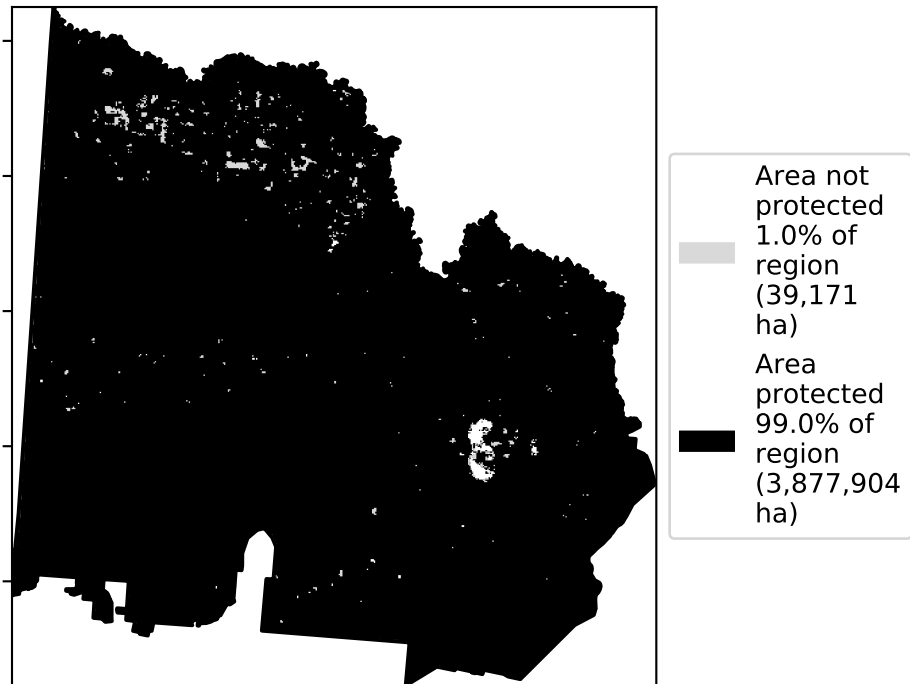 Area not
protected
1.0% of
region
(39,171
ha)
Area
protected
99.0% of
region
(3,877,904
ha)